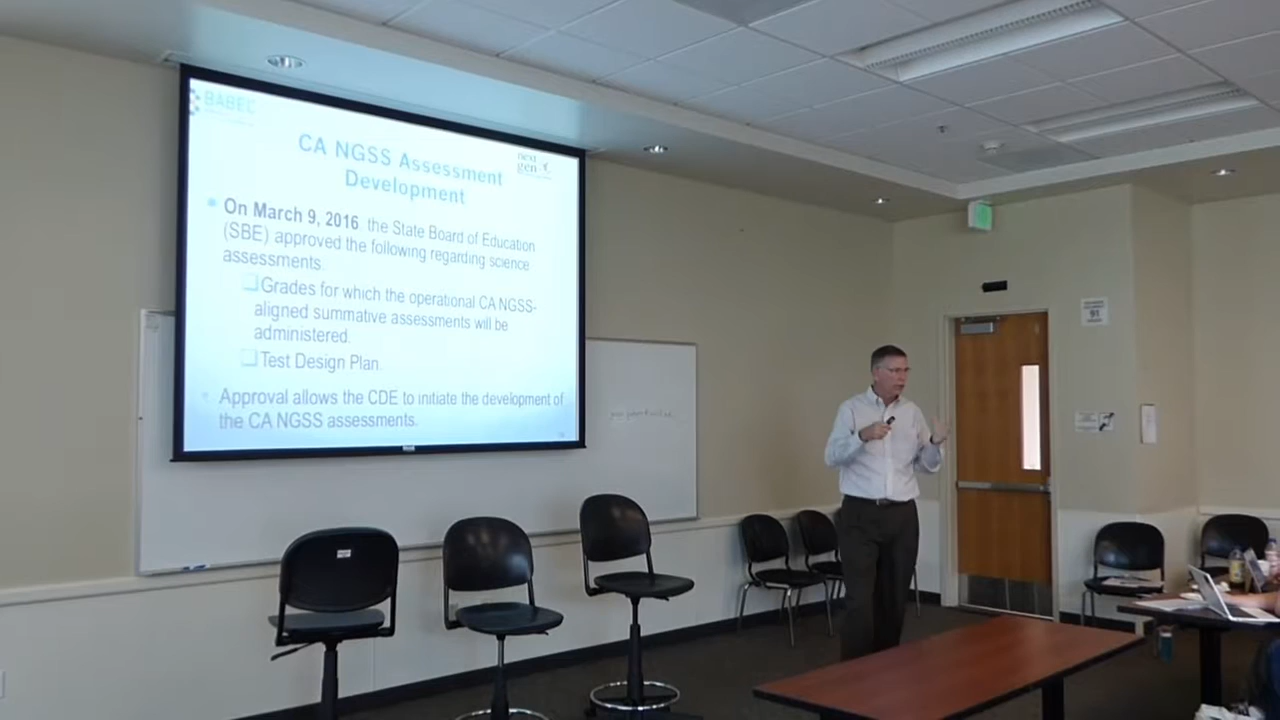 BABEC
CA NGSS Assessment
Development
next
gen
On March 9, 2016, the State Board of Education
(SBE) approved the following regarding science
assessments.
Grades for which the operational CA NGSS-
aligned summative assessments will be
administered.
Test Design Plan.
Approval allows the CDE to initiate the development of
the CA NGSS assessments.
91